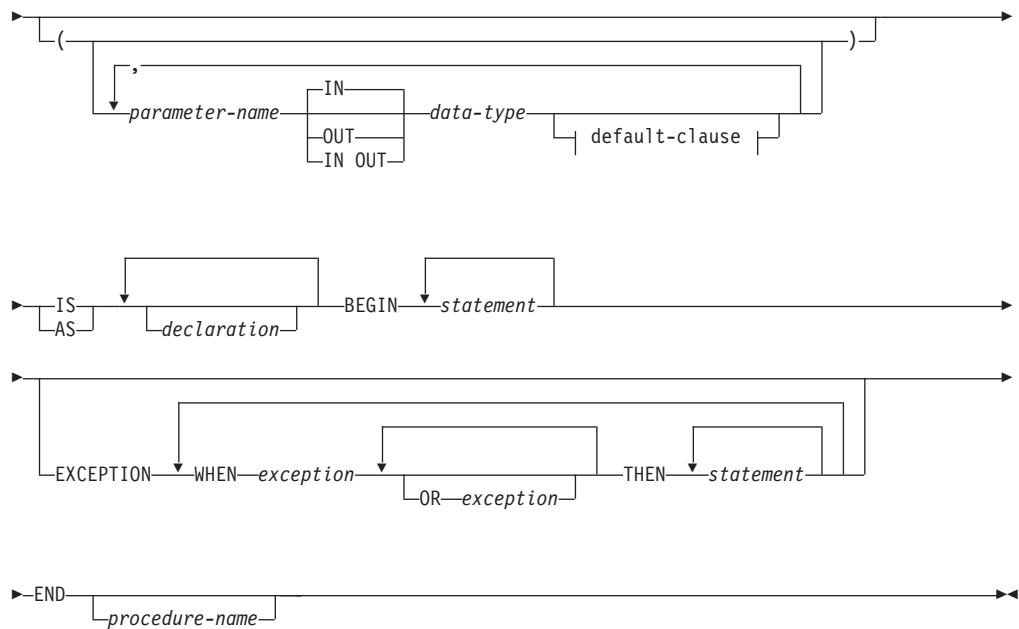 ( )
,
IN
parameter-name data-type
OUT default-clause
IN OUT
IS BEGIN statement
AS declaration
EXCEPTION WHEN exception THEN statement
OR exception
END
procedure-name